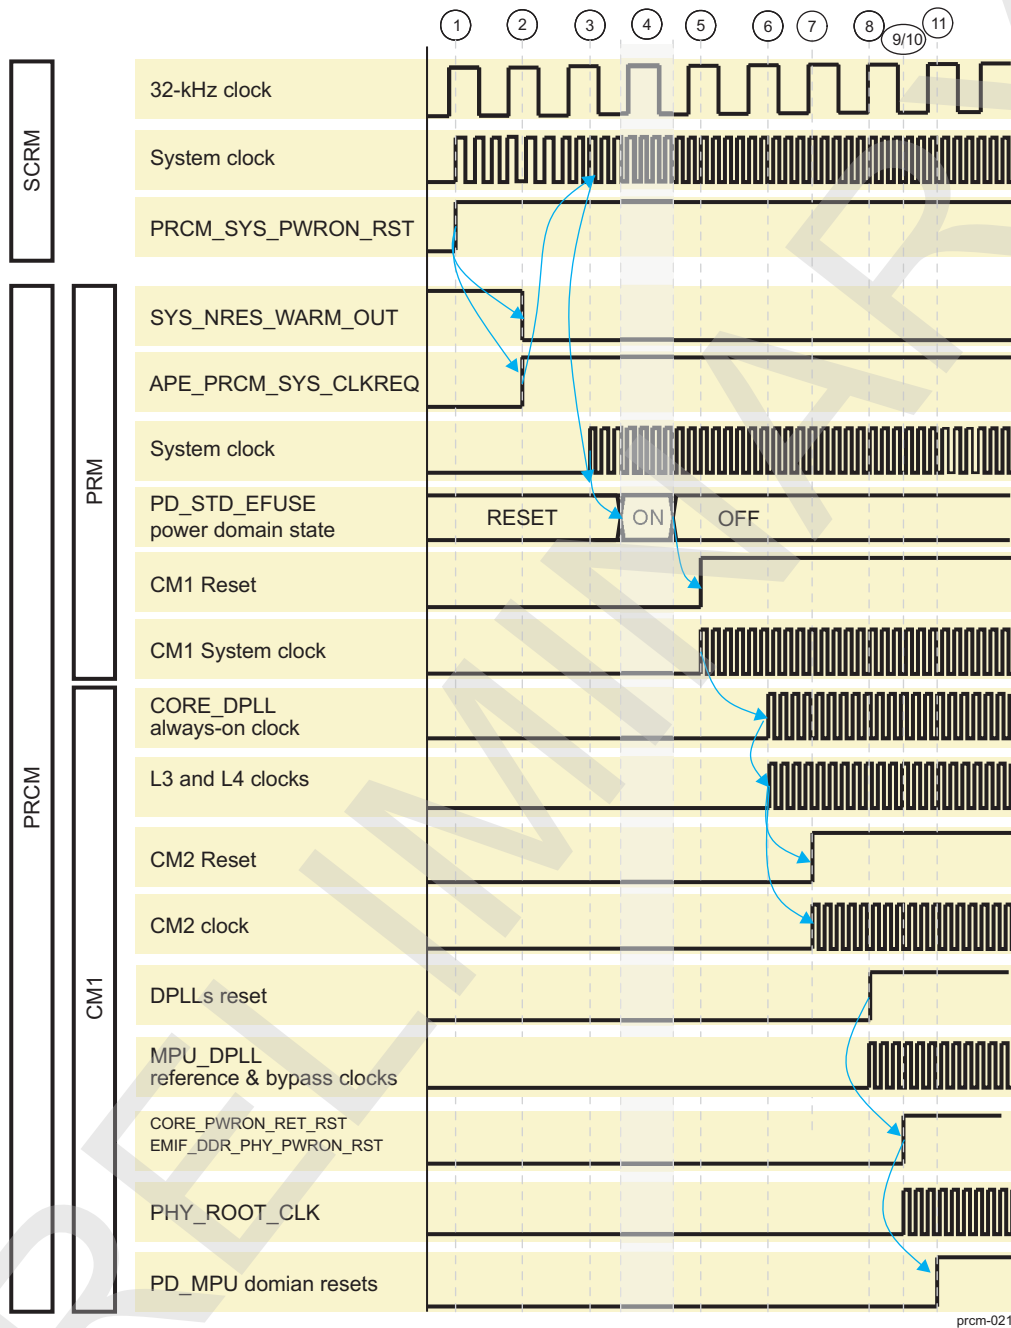 1 2 3 4 5 6 7 8 9/10 11
SCRM
32-kHz clock
System clock
PRCM_SYS_PWRON_RST
PRCM
PRM
SYS_NRES_WARM_OUT
APE_PRCM_SYS_CLKREQ
System clock
PD_STD_EFUSE
power domain state
RESET ON OFF
CM1 Reset
CM1 System clock
CM1
CORE_DPLL
always-on clock
L3 and L4 clocks
CM2 Reset
CM2 clock
DPLLs reset
MPU_DPLL
reference & bypass clocks
CORE_PWRON_RET_RST
EMIF_DDR_PHY_PWRON_RST
PHY_ROOT_CLK
PD_MPU domian resets
prcm-021
PRELIMINARY